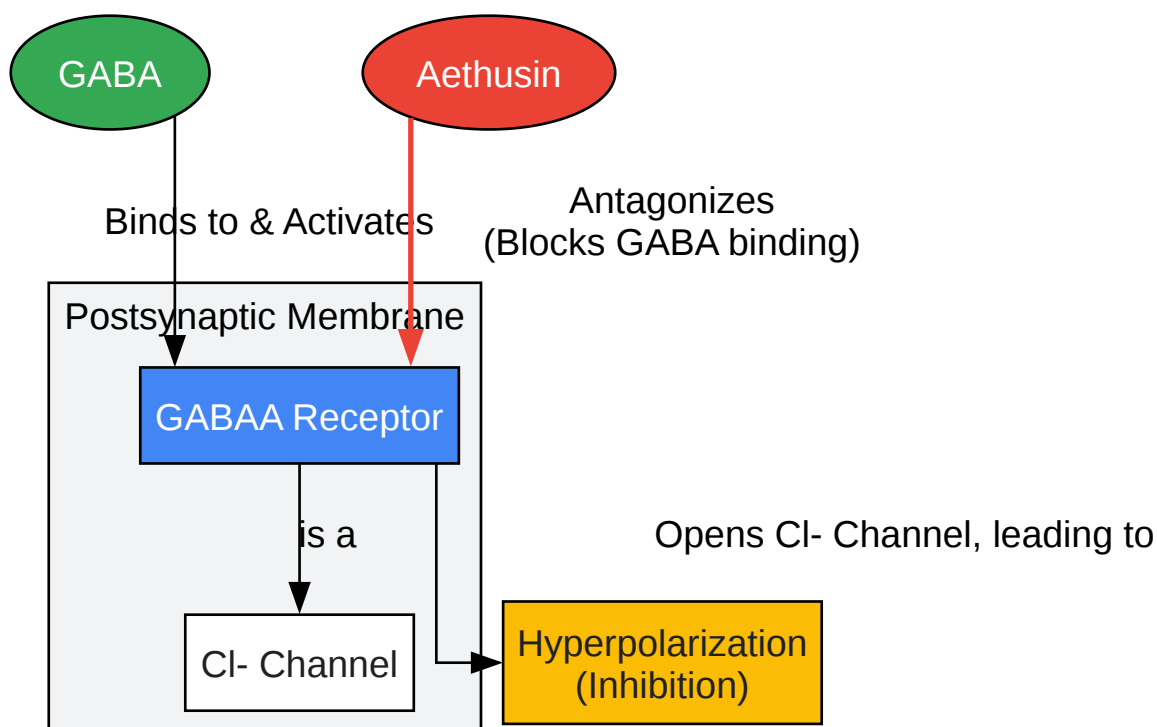 GABA
Aethusin
Binds to & Activates
Antagonizes
(Blocks GABA binding)
Postsynaptic Membrane
GABAA Receptor
is a
Opens Cl- Channel, leading to
Cl- Channel
Hyperpolarization
(Inhibition)